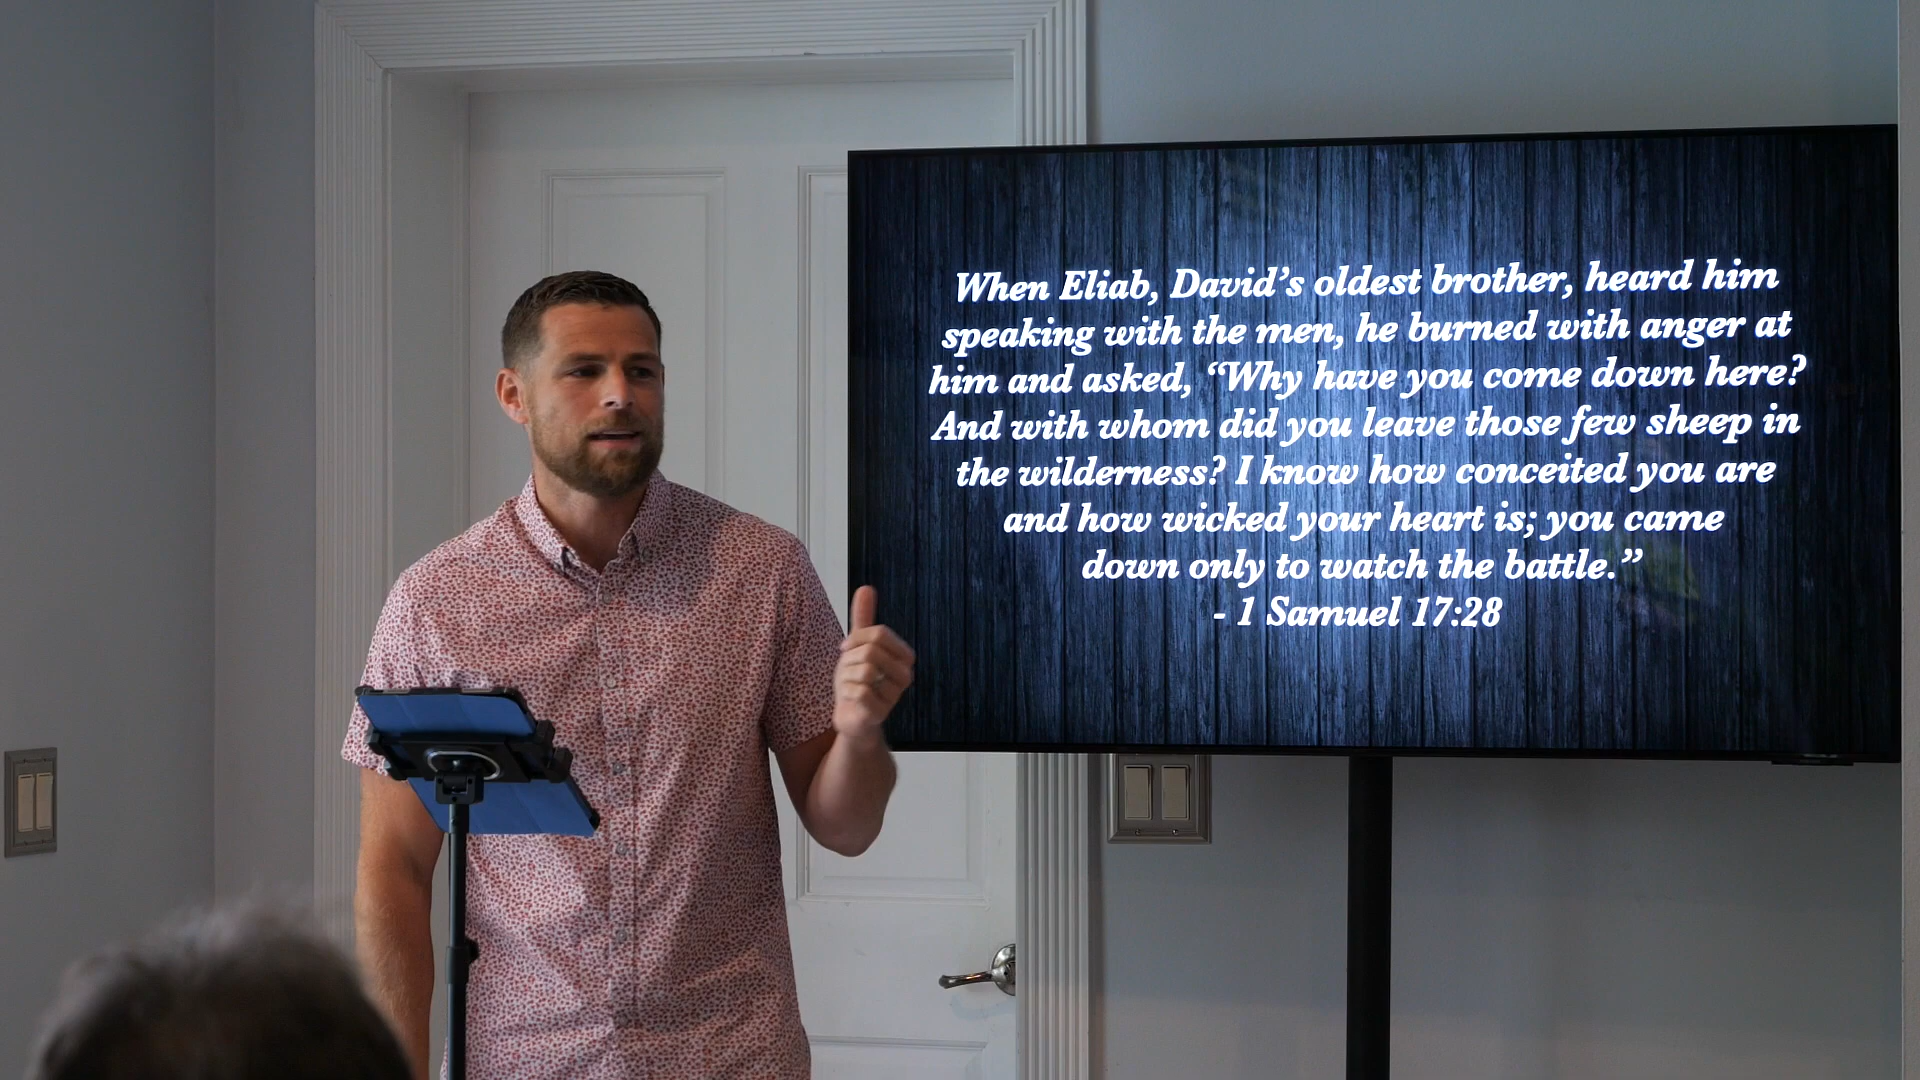 When Eliab, David’s oldest brother, heard him
speaking with the men, he burned with anger at
him and asked, “Why have you come down here?
And with whom did you leave those few sheep in
the wilderness? I know how conceited you are
and how wicked your heart is; you came
down only to watch the battle.”
- 1 Samuel 17:28